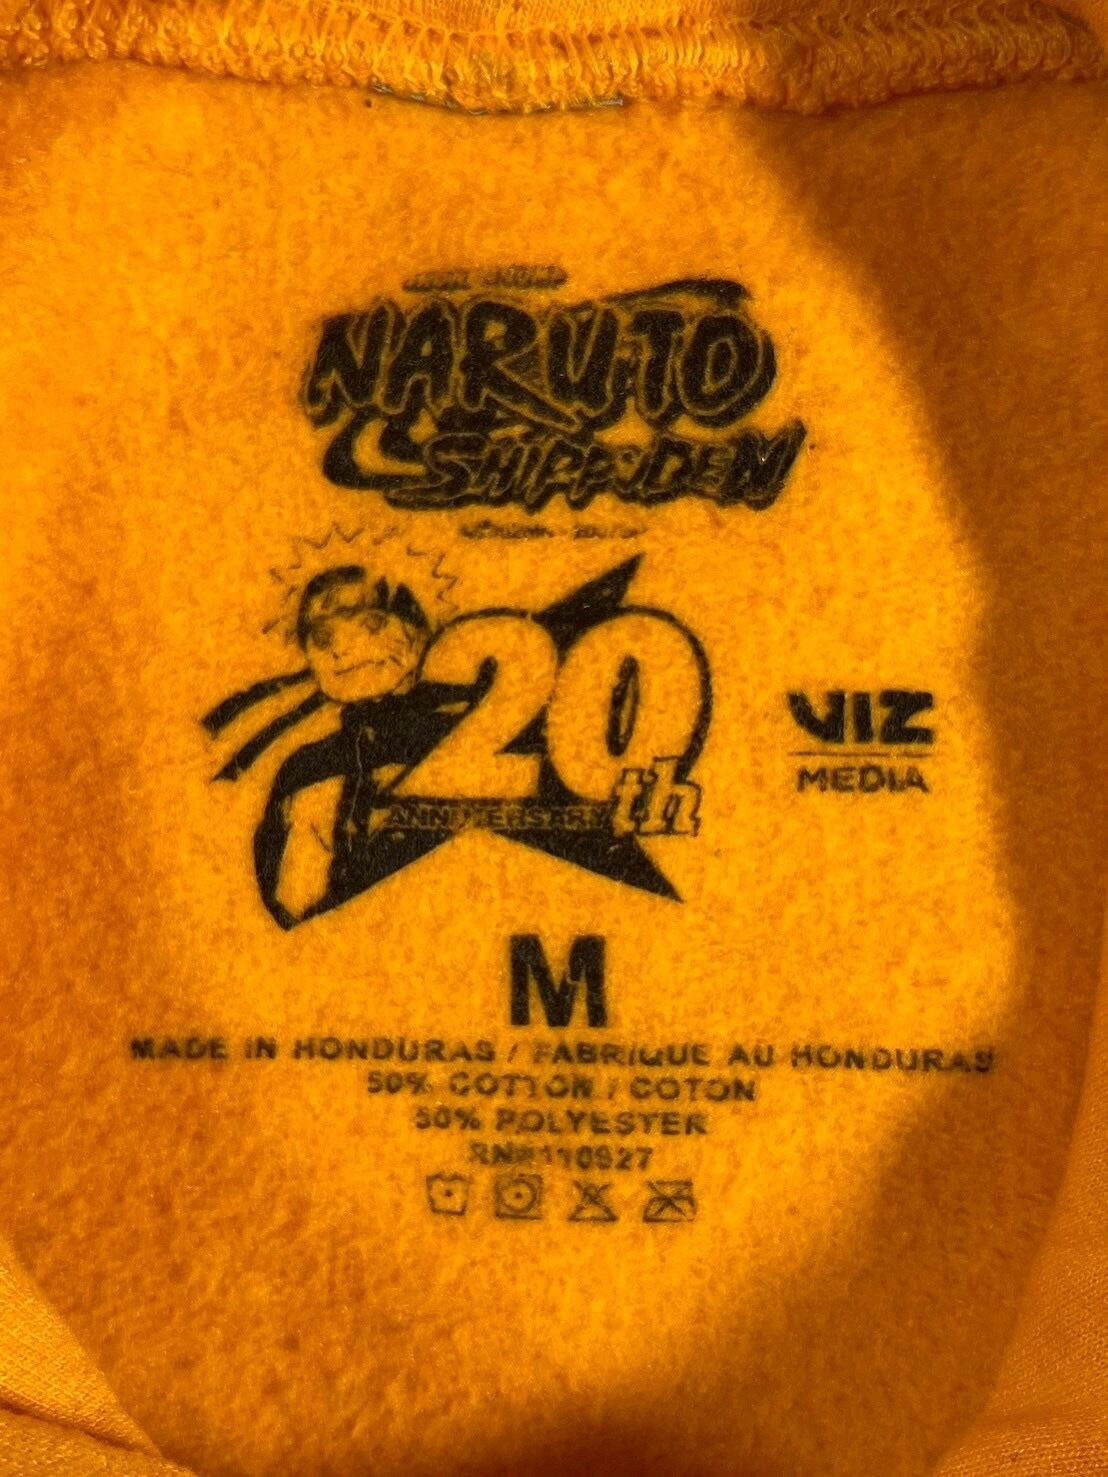 NARUTO
SHIPPUDEN
20th
ANNIVERSARY
VIZ
MEDIA
M
MADE IN HONDURAS / FABRIQUE AU HONDURAS
50% COTTON / COTON
50% POLYESTER